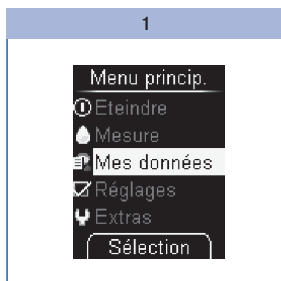 1
Menu princip.
Eteindre
Mesure
Mes données
Réglages
Extras
Sélection